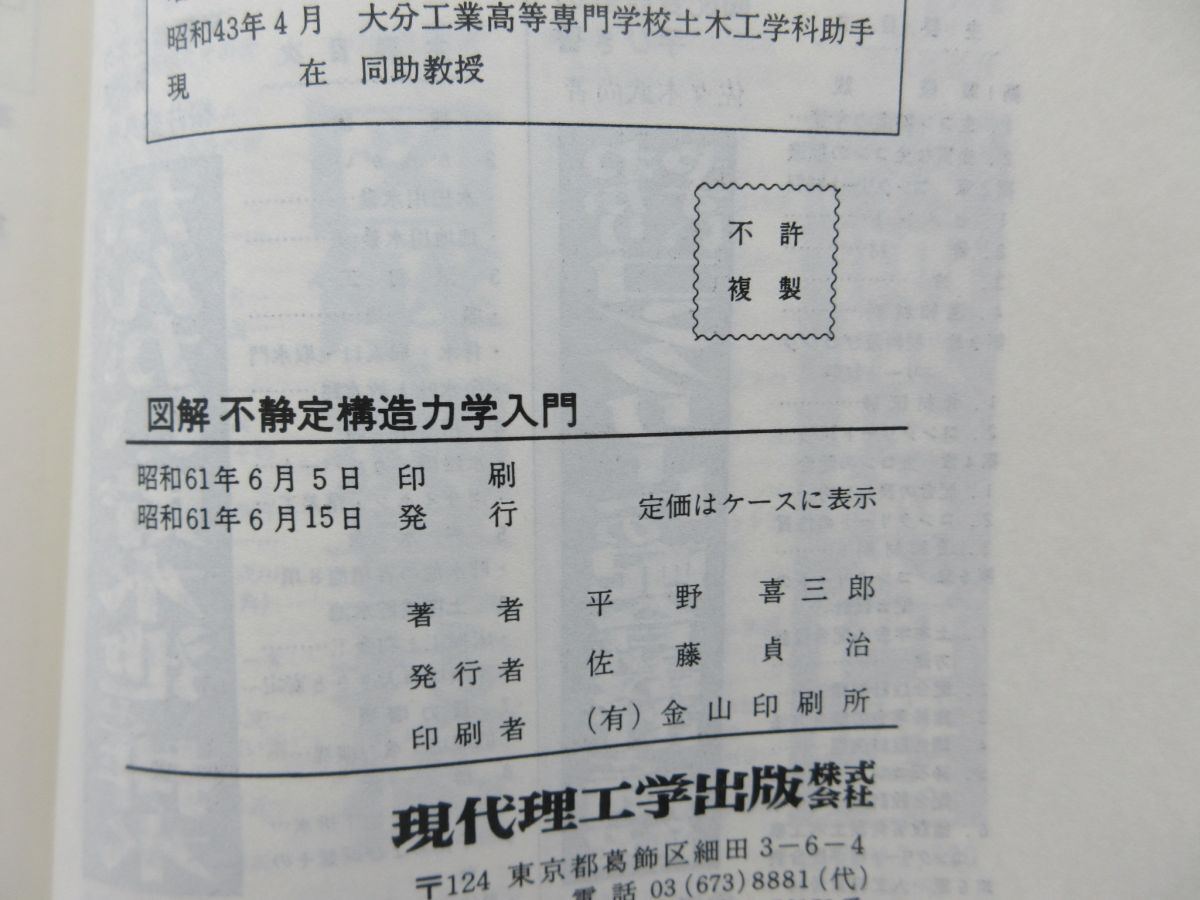 昭和43年4月 大分工業高等専門学校土木工学科助手
現在 同助教授
不許
複製
図解 不静定構造力学入門
昭和61年6月5日 印刷
昭和61年6月15日 発行
定価はケースに表示
著者 平野喜三郎
発行者 佐藤貞治
印刷者 (有)金山印刷所
現代理工学出版株式会社
〒124 東京都葛飾区細田3-6-4
電話 03(673)8881(代)